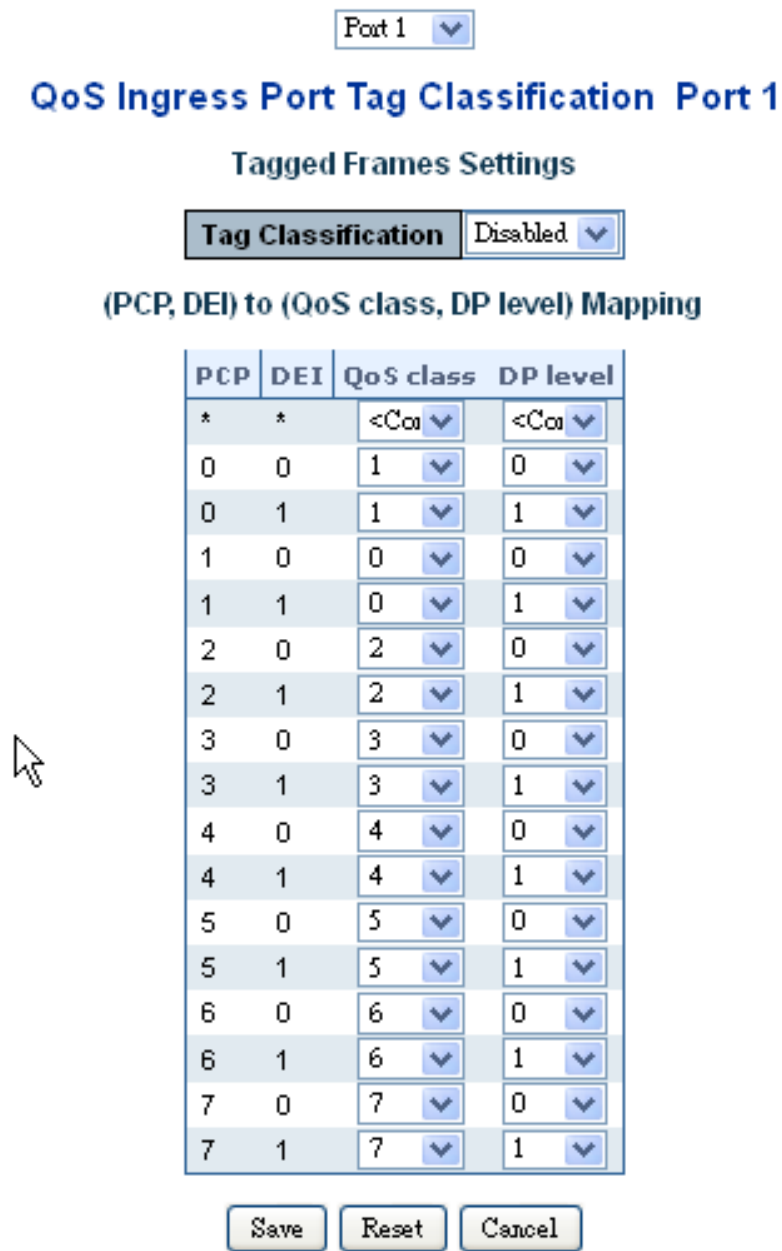 Port 1
QoS Ingress Port Tag Classification Port 1
Tagged Frames Settings
Tag Classification Disabled
(PCP, DEI) to (QoS class, DP level) Mapping
PCP DEI QoS class DP level
* * <Co <Co
0 0 1 0
0 1 1 1
1 0 0 0
1 1 0 1
2 0 2 0
2 1 2 1
3 0 3 0
3 1 3 1
4 0 4 0
4 1 4 1
5 0 5 0
5 1 5 1
6 0 6 0
6 1 6 1
7 0 7 0
7 1 7 1
Save Reset Cancel